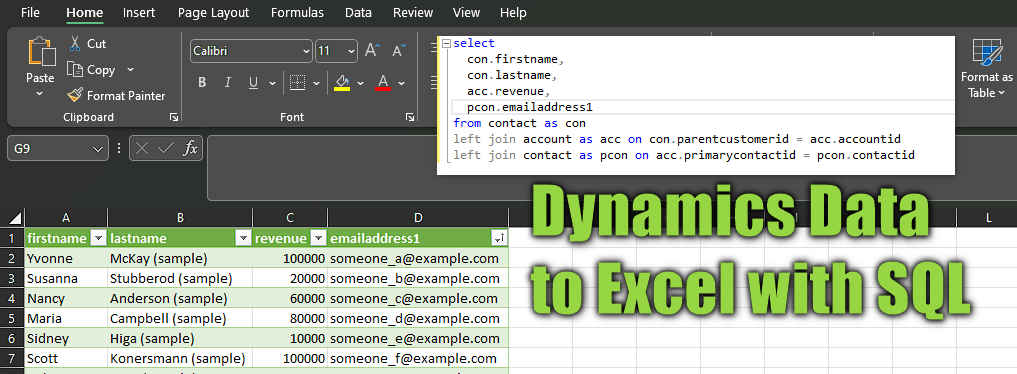 File Home Insert Page Layout Formulas Data Review View Help
Paste
Cut
Copy
Format Painter
Clipboard
Calibri 11 A A
B I U A
Font
Format as
Table
select
con.firstname,
con.lastname,
acc.revenue,
pcon.emailaddress1
from contact as con
left join account as acc on con.parentcustomerid = acc.accountid
left join contact as pcon on acc.primarycontactid = pcon.contactid
G9 fx
Dynamics Data
to Excel with SQL
A B C D L
1 firstname lastname revenue emailaddress1
2 Yvonne McKay (sample) 100000 someone_a@example.com
3 Susanna Stubberod (sample) 20000 someone_b@example.com
4 Nancy Anderson (sample) 60000 someone_c@example.com
5 Maria Campbell (sample) 80000 someone_d@example.com
6 Sidney Higa (sample) 10000 someone_e@example.com
7 Scott Konersmann (sample) 100000 someone_f@example.com